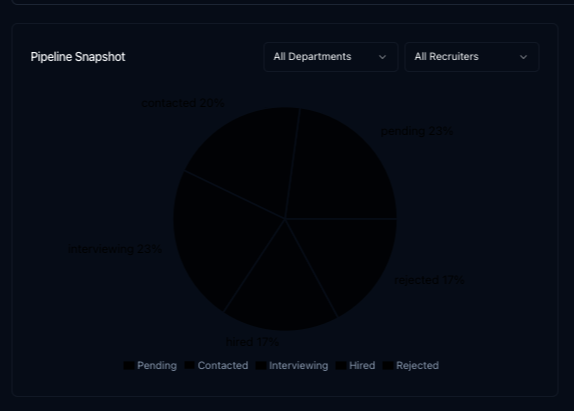 Pipeline Snapshot
All Departments
All Recruiters
contacted 20%
pending 23%
interviewing 23%
rejected 17%
hired 17%
Pending Contacted Interviewing Hired Rejected